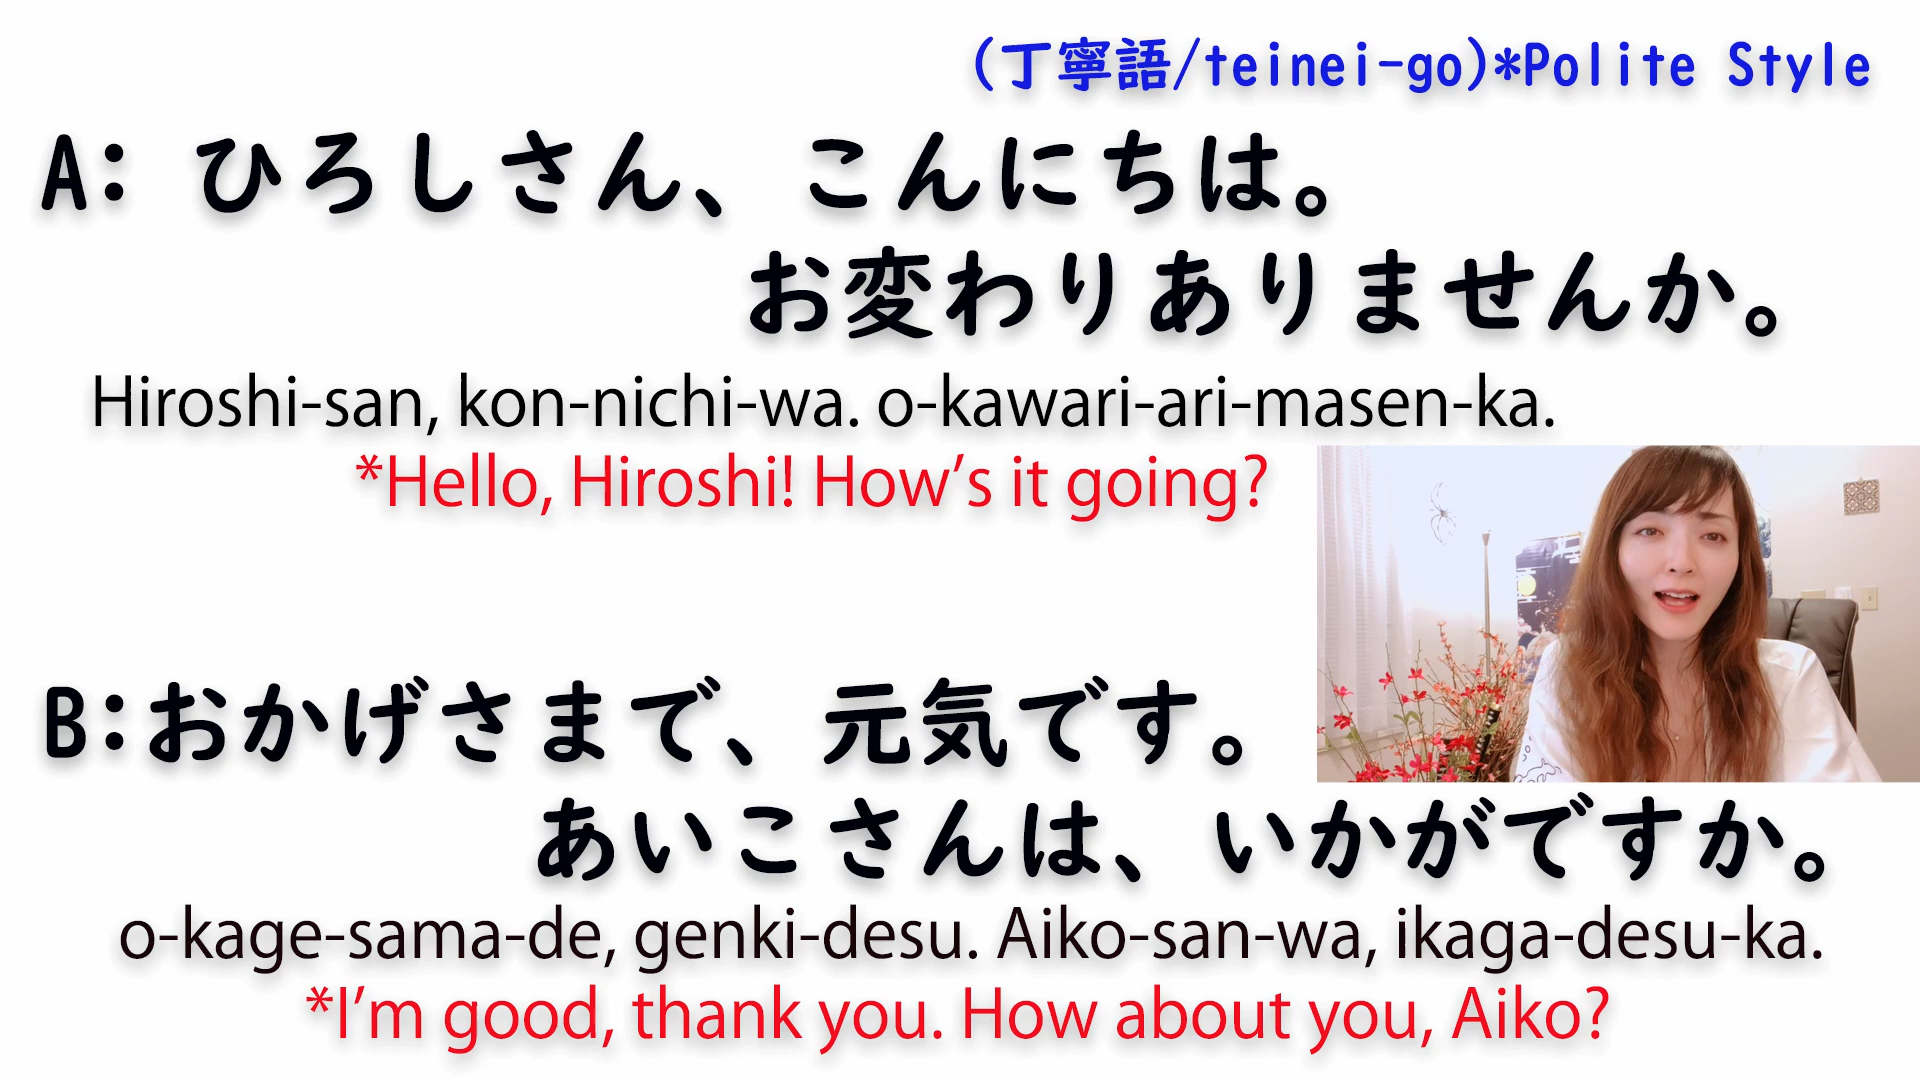 (丁寧語/teinei-go)*Polite Style
A: ひろしさん、こんにちは。
お変わりありませんか。
Hiroshi-san, kon-nichi-wa. o-kawari-ari-masen-ka.
*Hello, Hiroshi! How’s it going?
B:おかげさまで、元気です。
あいこさんは、いかがですか。
o-kage-sama-de, genki-desu. Aiko-san-wa, ikaga-desu-ka.
*I’m good, thank you. How about you, Aiko?